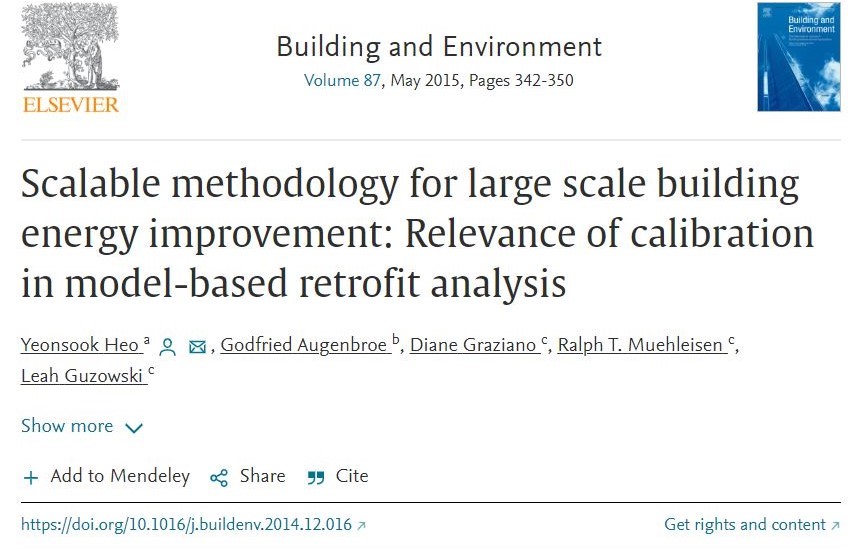 ELSEVIER
Building and Environment
Volume 87, May 2015, Pages 342-350
Building and
Environment
Scalable methodology for large scale building
energy improvement: Relevance of calibration
in model-based retrofit analysis
Yeonsook Heo a, Godfried Augenbroe b, Diane Graziano c, Ralph T. Muehleisen c,
Leah Guzowski c
Show more
+ Add to Mendeley Share Cite
https://doi.org/10.1016/j.buildenv.2014.12.016 ↗ Get rights and content ↗